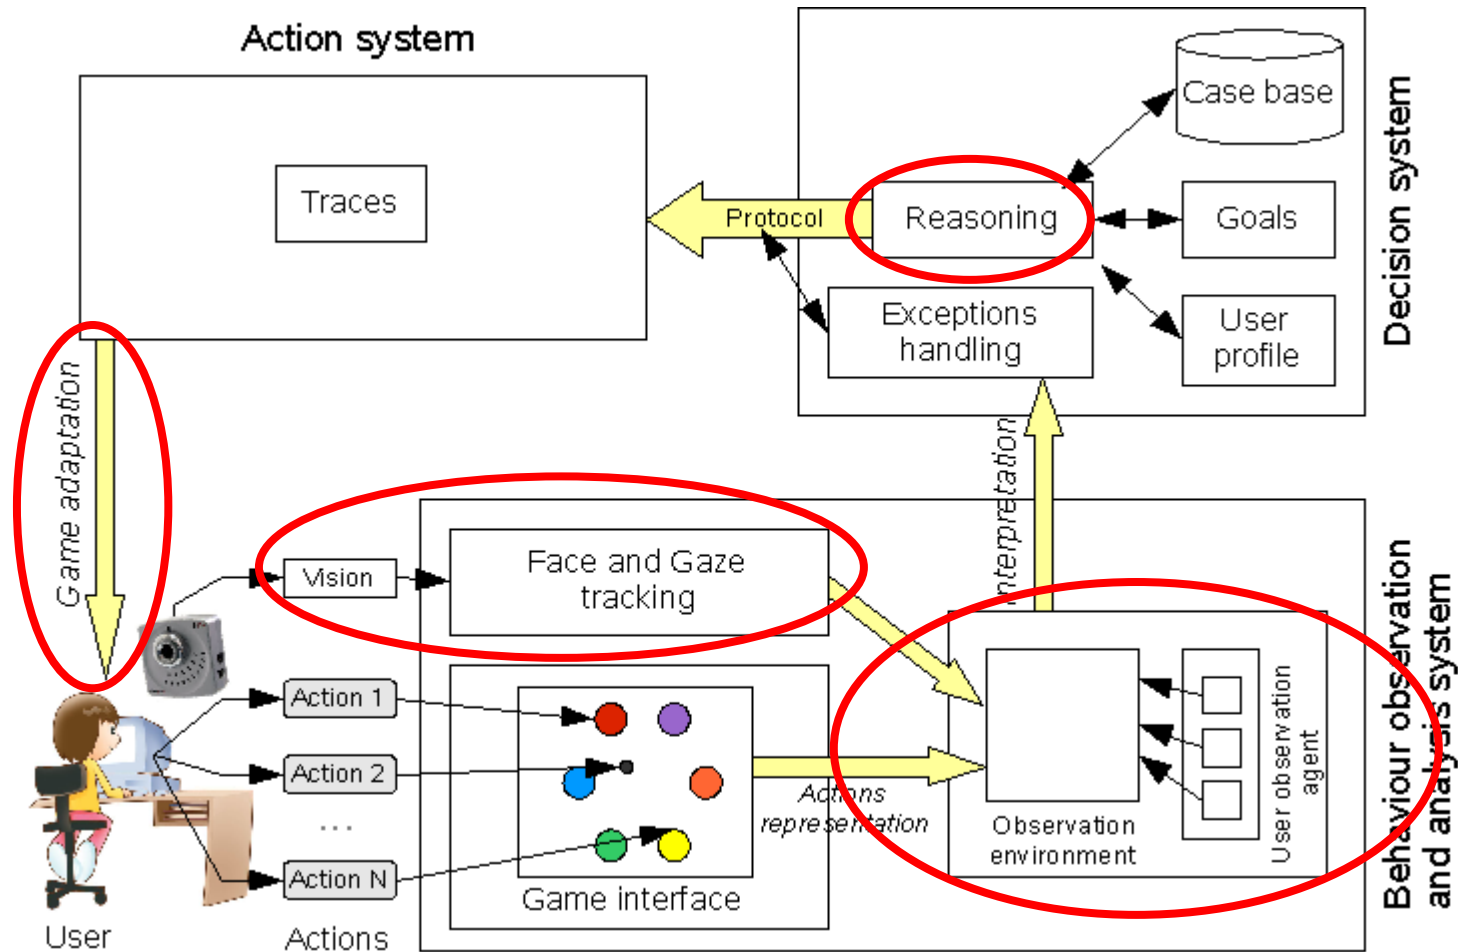 Action system
Traces
Protocol
Reasoning
Case base
Goals
Exceptions
handling
User
profile
Decision system
Game adaptation
Interpretation
Vision
Face and Gaze
tracking
Action 1
Action 2
...
Action N
User
Actions
Game interface
Actions
representation
Observation
environment
User observation
agent
Behaviour observation
and analysis system